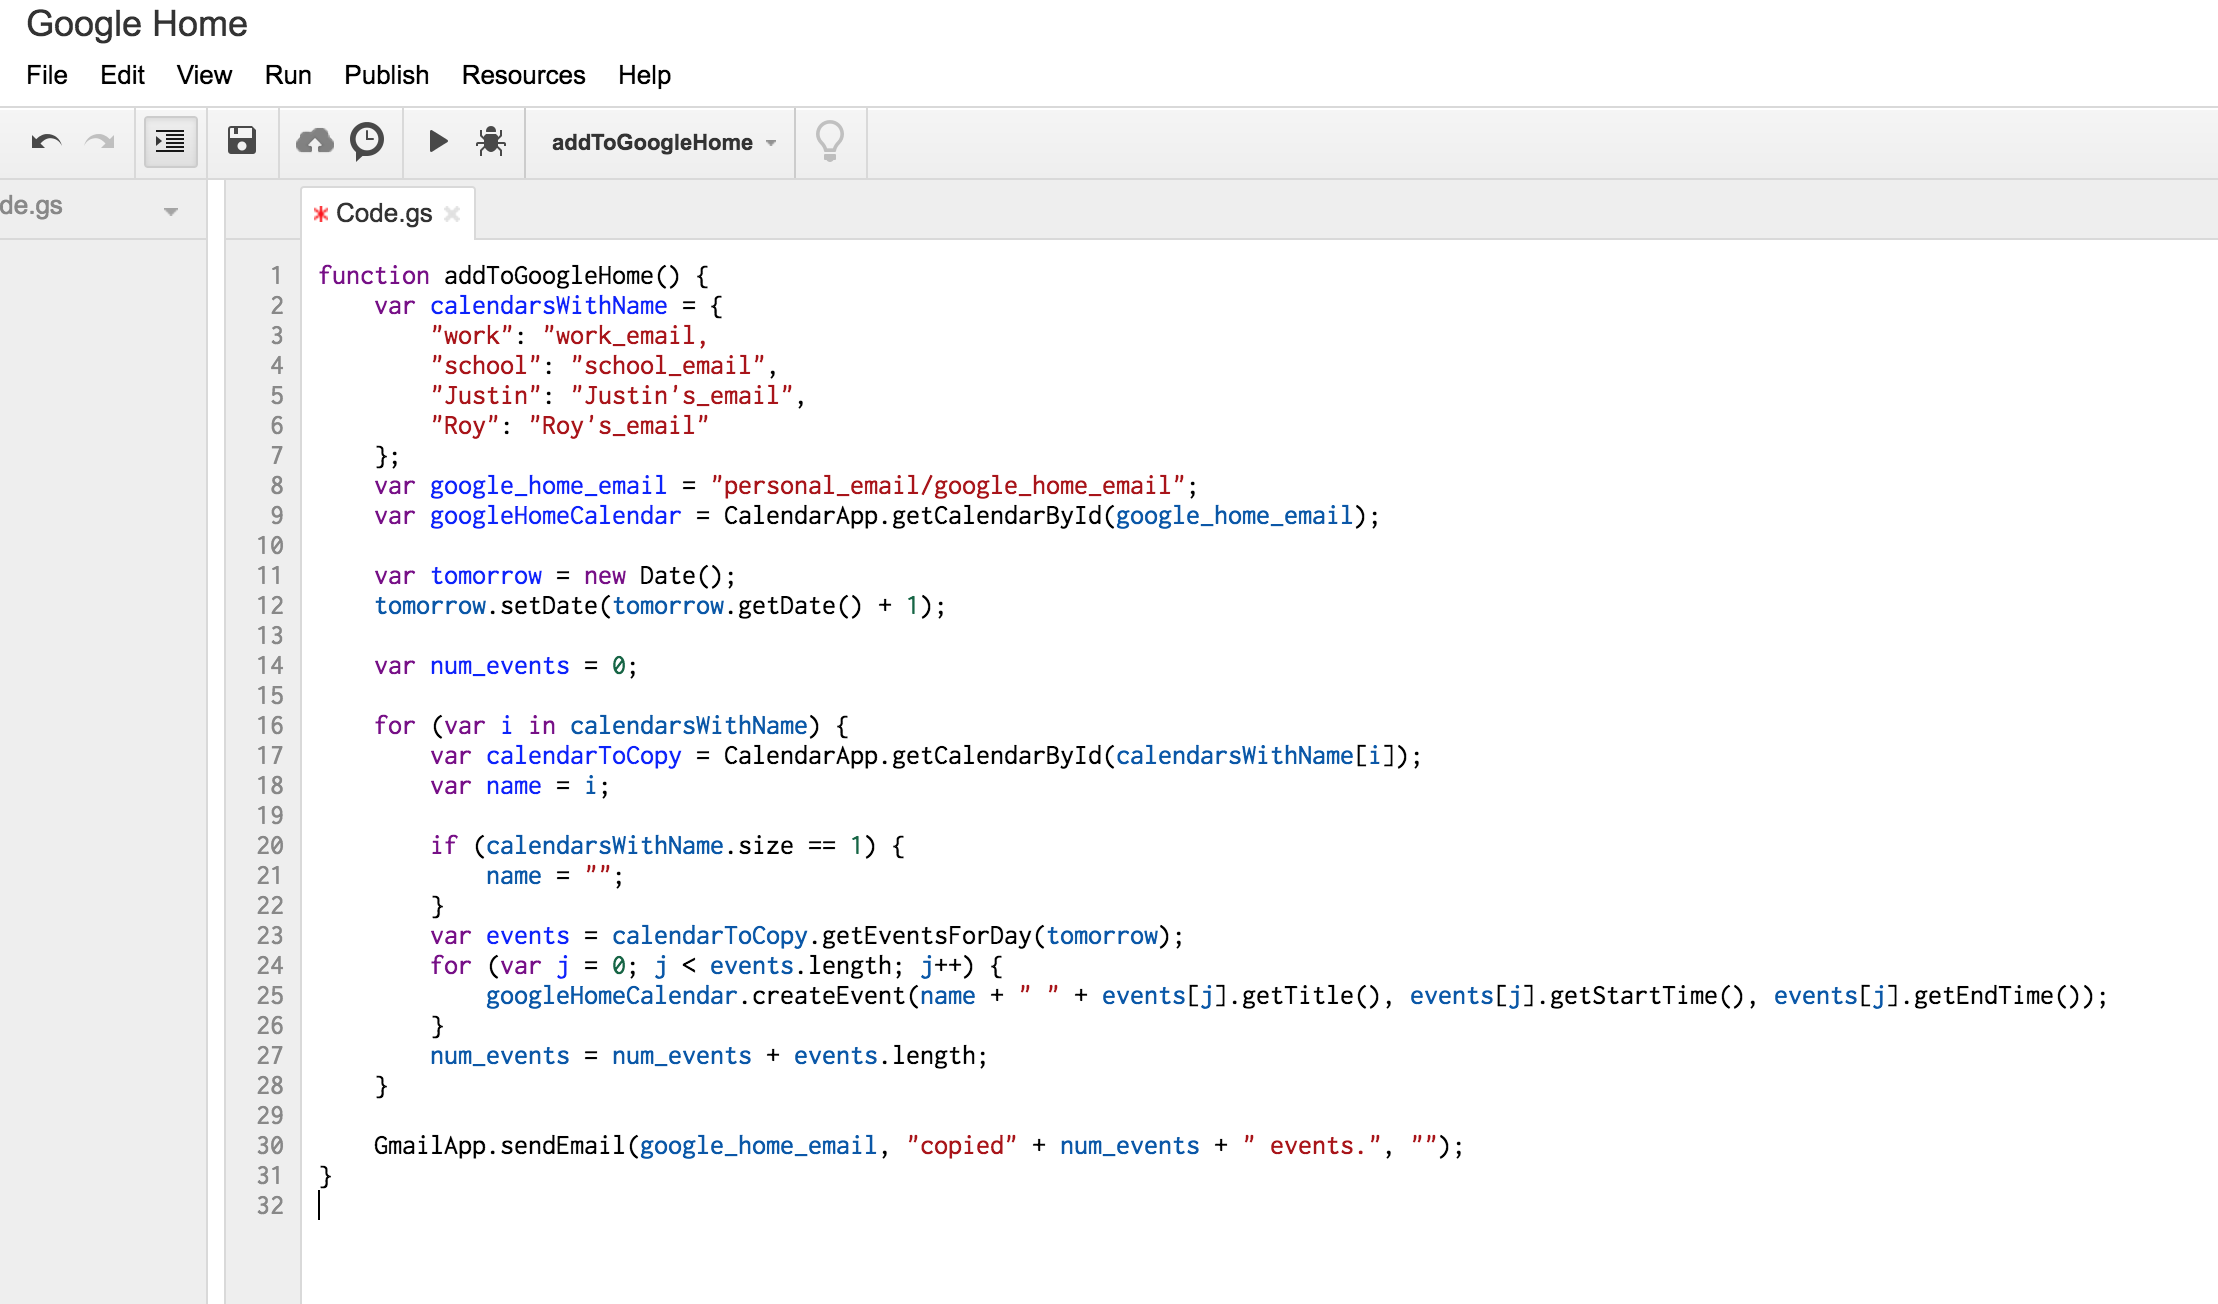 Google Home
File Edit View Run Publish Resources Help
addToGoogleHome
de.gs
* Code.gs ×
1 function addToGoogleHome() {
2     var calendarsWithName = {
3         "work": "work_email,
4         "school": "school_email",
5         "Justin": "Justin's_email",
6         "Roy": "Roy's_email"
7     };
8     var google_home_email = "personal_email/google_home_email";
9     var googleHomeCalendar = CalendarApp.getCalendarById(google_home_email);
10
11     var tomorrow = new Date();
12     tomorrow.setDate(tomorrow.getDate() + 1);
13
14     var num_events = 0;
15
16     for (var i in calendarsWithName) {
17         var calendarToCopy = CalendarApp.getCalendarById(calendarsWithName[i]);
18         var name = i;
19
20         if (calendarsWithName.size == 1) {
21             name = "";
22         }
23         var events = calendarToCopy.getEventsForDay(tomorrow);
24         for (var j = 0; j < events.length; j++) {
25             googleHomeCalendar.createEvent(name + " " + events[j].getTitle(), events[j].getStartTime(), events[j].getEndTime());
26         }
27         num_events = num_events + events.length;
28     }
29
30     GmailApp.sendEmail(google_home_email, "copied" + num_events + " events.", "");
31 }
32